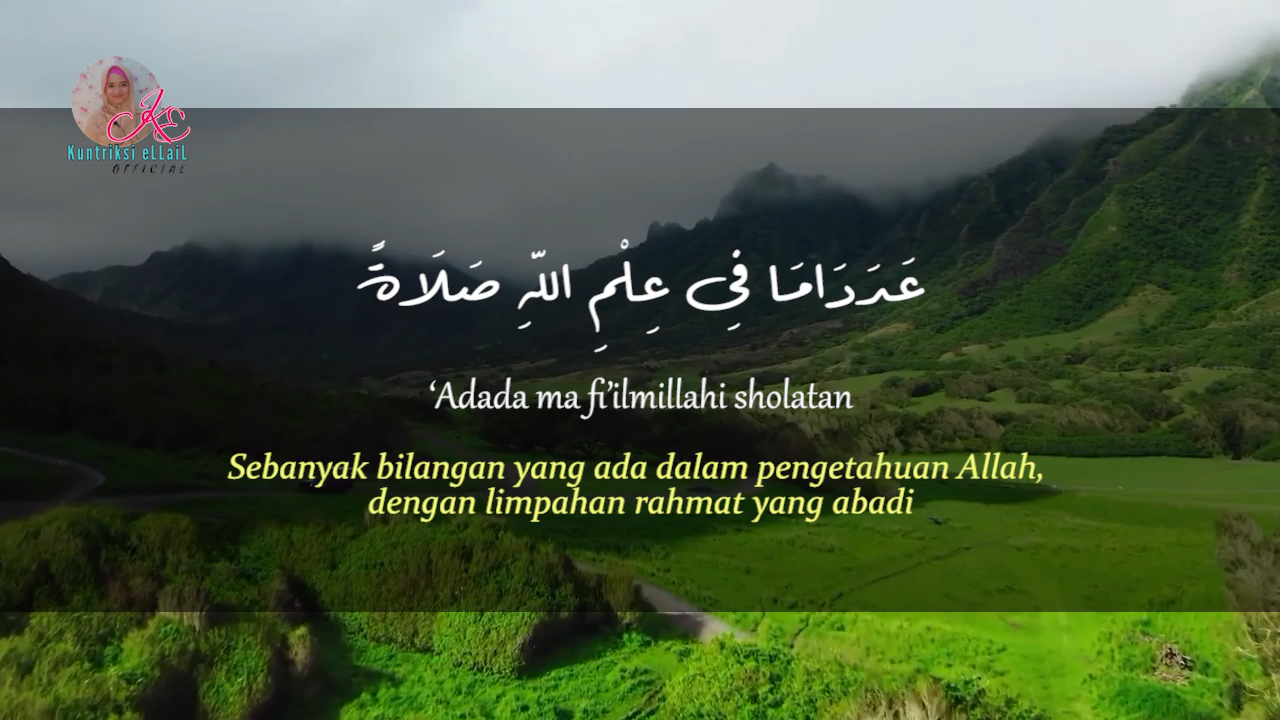 Kuntriksi eLLaiL
OFFICIAL
عَدَدَامَا فِي عِلْمِ اللّهِ صَلَاةً
‘Adada ma fi’ilmillahi sholatan
Sebanyak bilangan yang ada dalam pengetahuan Allah,
dengan limpahan rahmat yang abadi